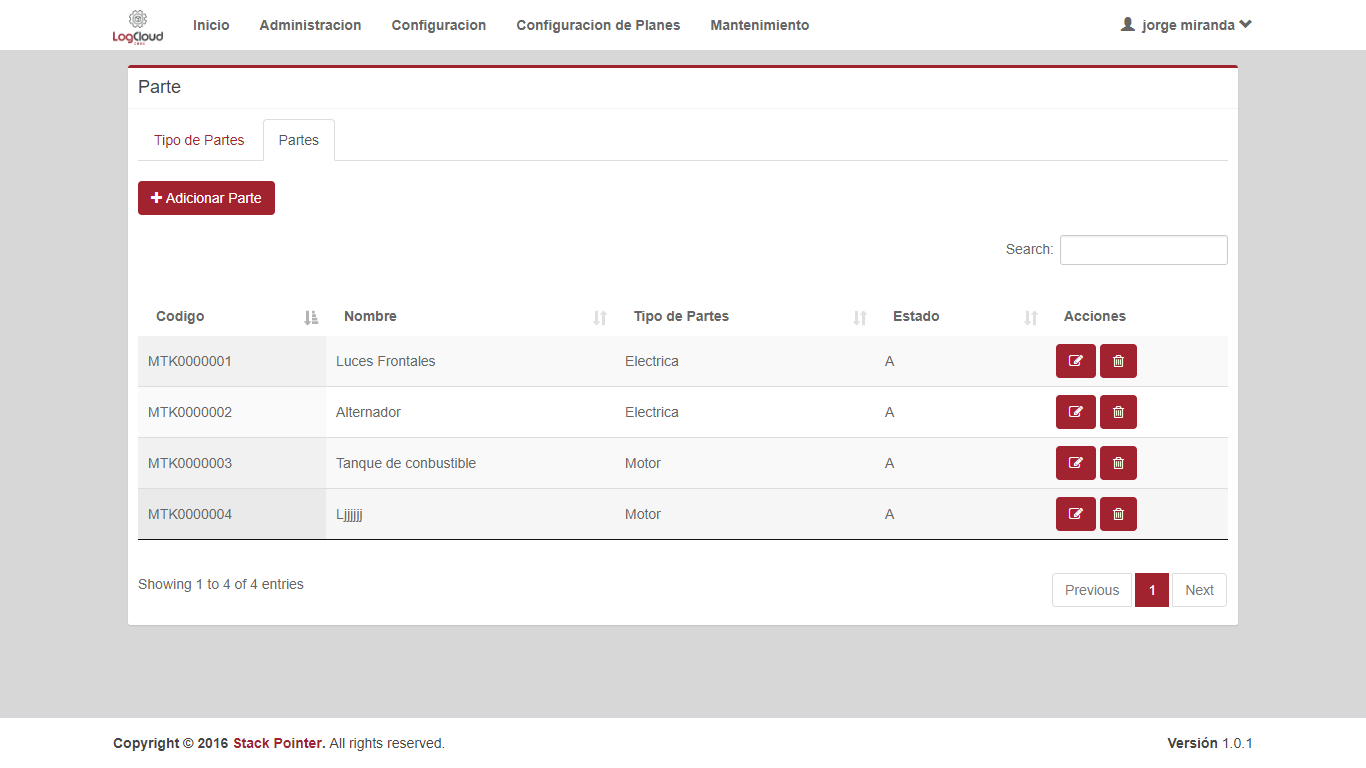 LogCloud
Inicio Administracion Configuracion Configuracion de Planes Mantenimiento jorge miranda
Parte
Tipo de Partes Partes
Adicionar Parte
Search:
Codigo Nombre Tipo de Partes Estado Acciones
MTK0000001 Luces Frontales Electrica A
MTK0000002 Alternador Electrica A
MTK0000003 Tanque de conbustible Motor A
MTK0000004 Ljjjjjj Motor A
Showing 1 to 4 of 4 entries
Previous 1 Next
Copyright © 2016 Stack Pointer. All rights reserved. Versión 1.0.1